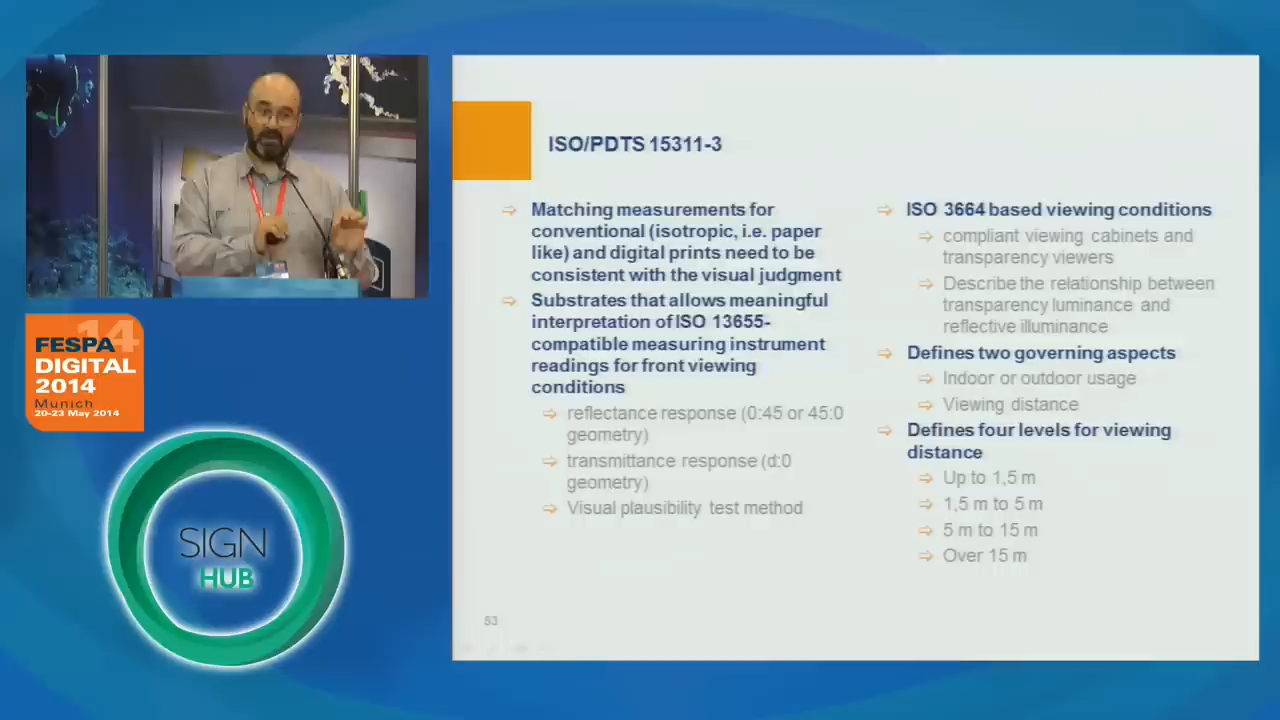 ISO/PDTS 15311-3
Matching measurements for
conventional (isotropic, i.e. paper
like) and digital prints need to be
consistent with the visual judgment
Substrates that allows meaningful
interpretation of ISO 13655-
compatible measuring instrument
readings for front viewing
conditions
reflectance response (0:45 or 45:0
geometry)
transmittance response (d:0
geometry)
Visual plausibility test method
ISO 3664 based viewing conditions
compliant viewing cabinets and
transparency viewers
Describe the relationship between
transparency luminance and
reflective illuminance
Defines two governing aspects
Indoor or outdoor usage
Viewing distance
Defines four levels for viewing
distance
Up to 1,5 m
1,5 m to 5 m
5 m to 15 m
Over 15 m
53
14
FESPA
DIGITAL
2014
Munich
20-23 May 2014
SIGN
HUB